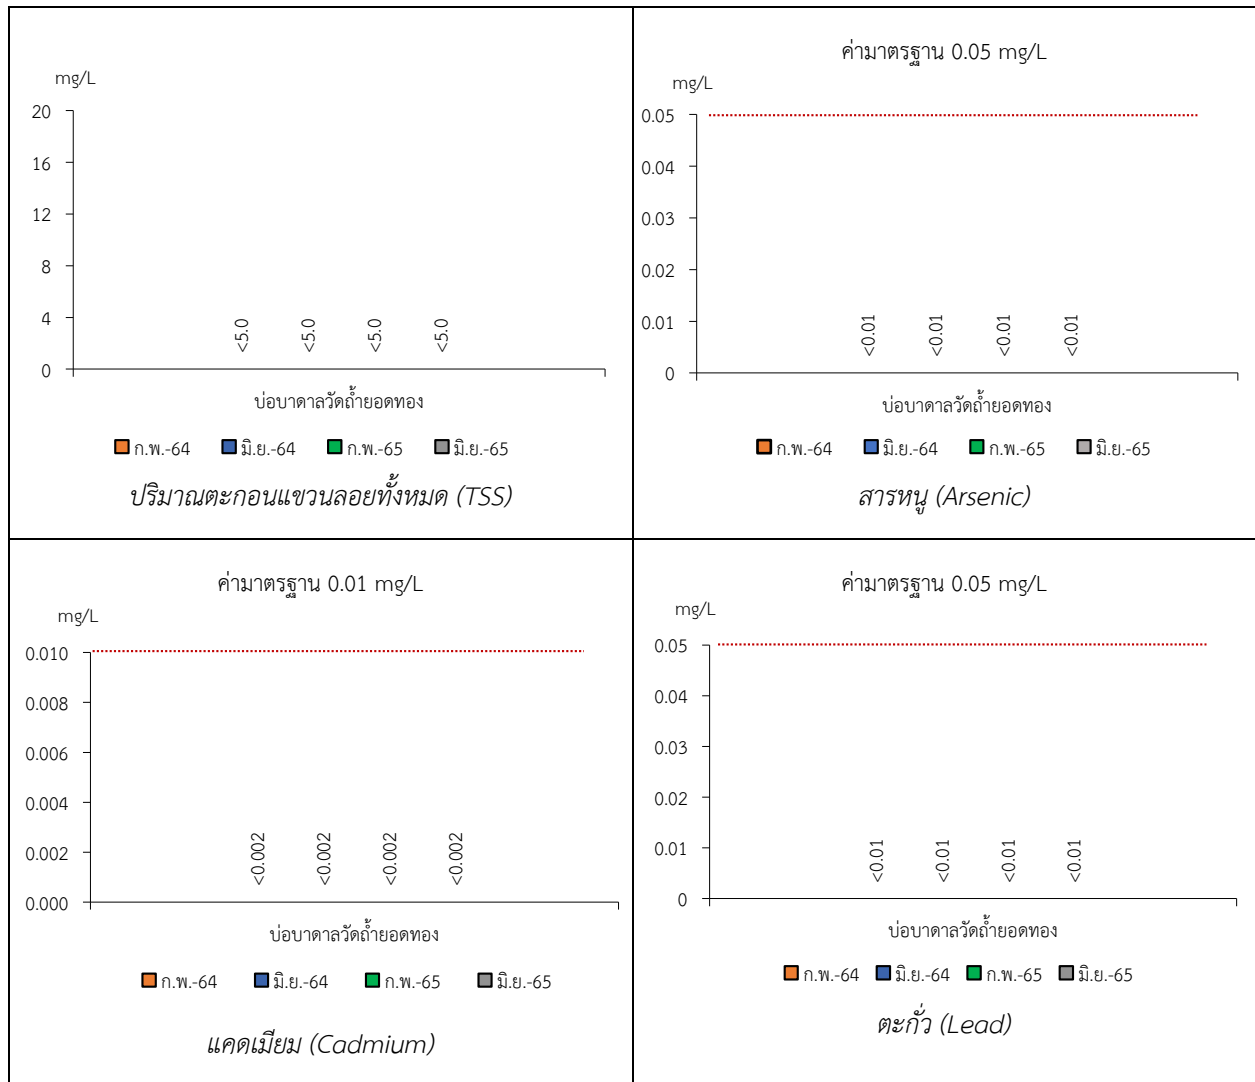 mg/L
20
16
12
8
4
0
<5.0
<5.0
<5.0
<5.0
บ่อบาดาลวัดถ้ำยอดทอง
ก.พ.-64 มิ.ย.-64 ก.พ.-65 มิ.ย.-65
ปริมาณตะกอนแขวนลอยทั้งหมด (TSS)
ค่ามาตรฐาน 0.05 mg/L
mg/L
0.05
0.04
0.03
0.02
0.01
0
<0.01
<0.01
<0.01
<0.01
บ่อบาดาลวัดถ้ำยอดทอง
ก.พ.-64 มิ.ย.-64 ก.พ.-65 มิ.ย.-65
สารหนู (Arsenic)
ค่ามาตรฐาน 0.01 mg/L
mg/L
0.010
0.008
0.006
0.004
0.002
0.000
<0.002
<0.002
<0.002
<0.002
บ่อบาดาลวัดถ้ำยอดทอง
ก.พ.-64 มิ.ย.-64 ก.พ.-65 มิ.ย.-65
แคดเมียม (Cadmium)
ค่ามาตรฐาน 0.05 mg/L
mg/L
0.05
0.04
0.03
0.02
0.01
0
<0.01
<0.01
<0.01
<0.01
บ่อบาดาลวัดถ้ำยอดทอง
ก.พ.-64 มิ.ย.-64 ก.พ.-65 มิ.ย.-65
ตะกั่ว (Lead)